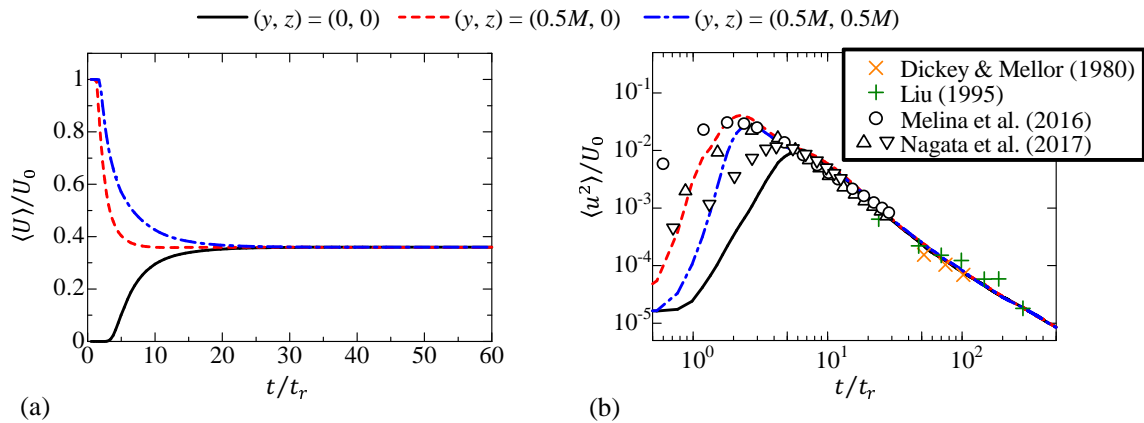 (y, z) = (0, 0) (y, z) = (0.5M, 0) (y, z) = (0.5M, 0.5M)
1
0.8
0.6
0.4
0.2
0
⟨U⟩/U₀
0 10 20 30 40 50 60
t/tᵣ
(a)
Dickey & Mellor (1980)
Liu (1995)
Melina et al. (2016)
Nagata et al. (2017)
10⁻¹
10⁻²
10⁻³
10⁻⁴
10⁻⁵
⟨u²⟩/U₀
10⁰ 10¹ 10²
t/tᵣ
(b)